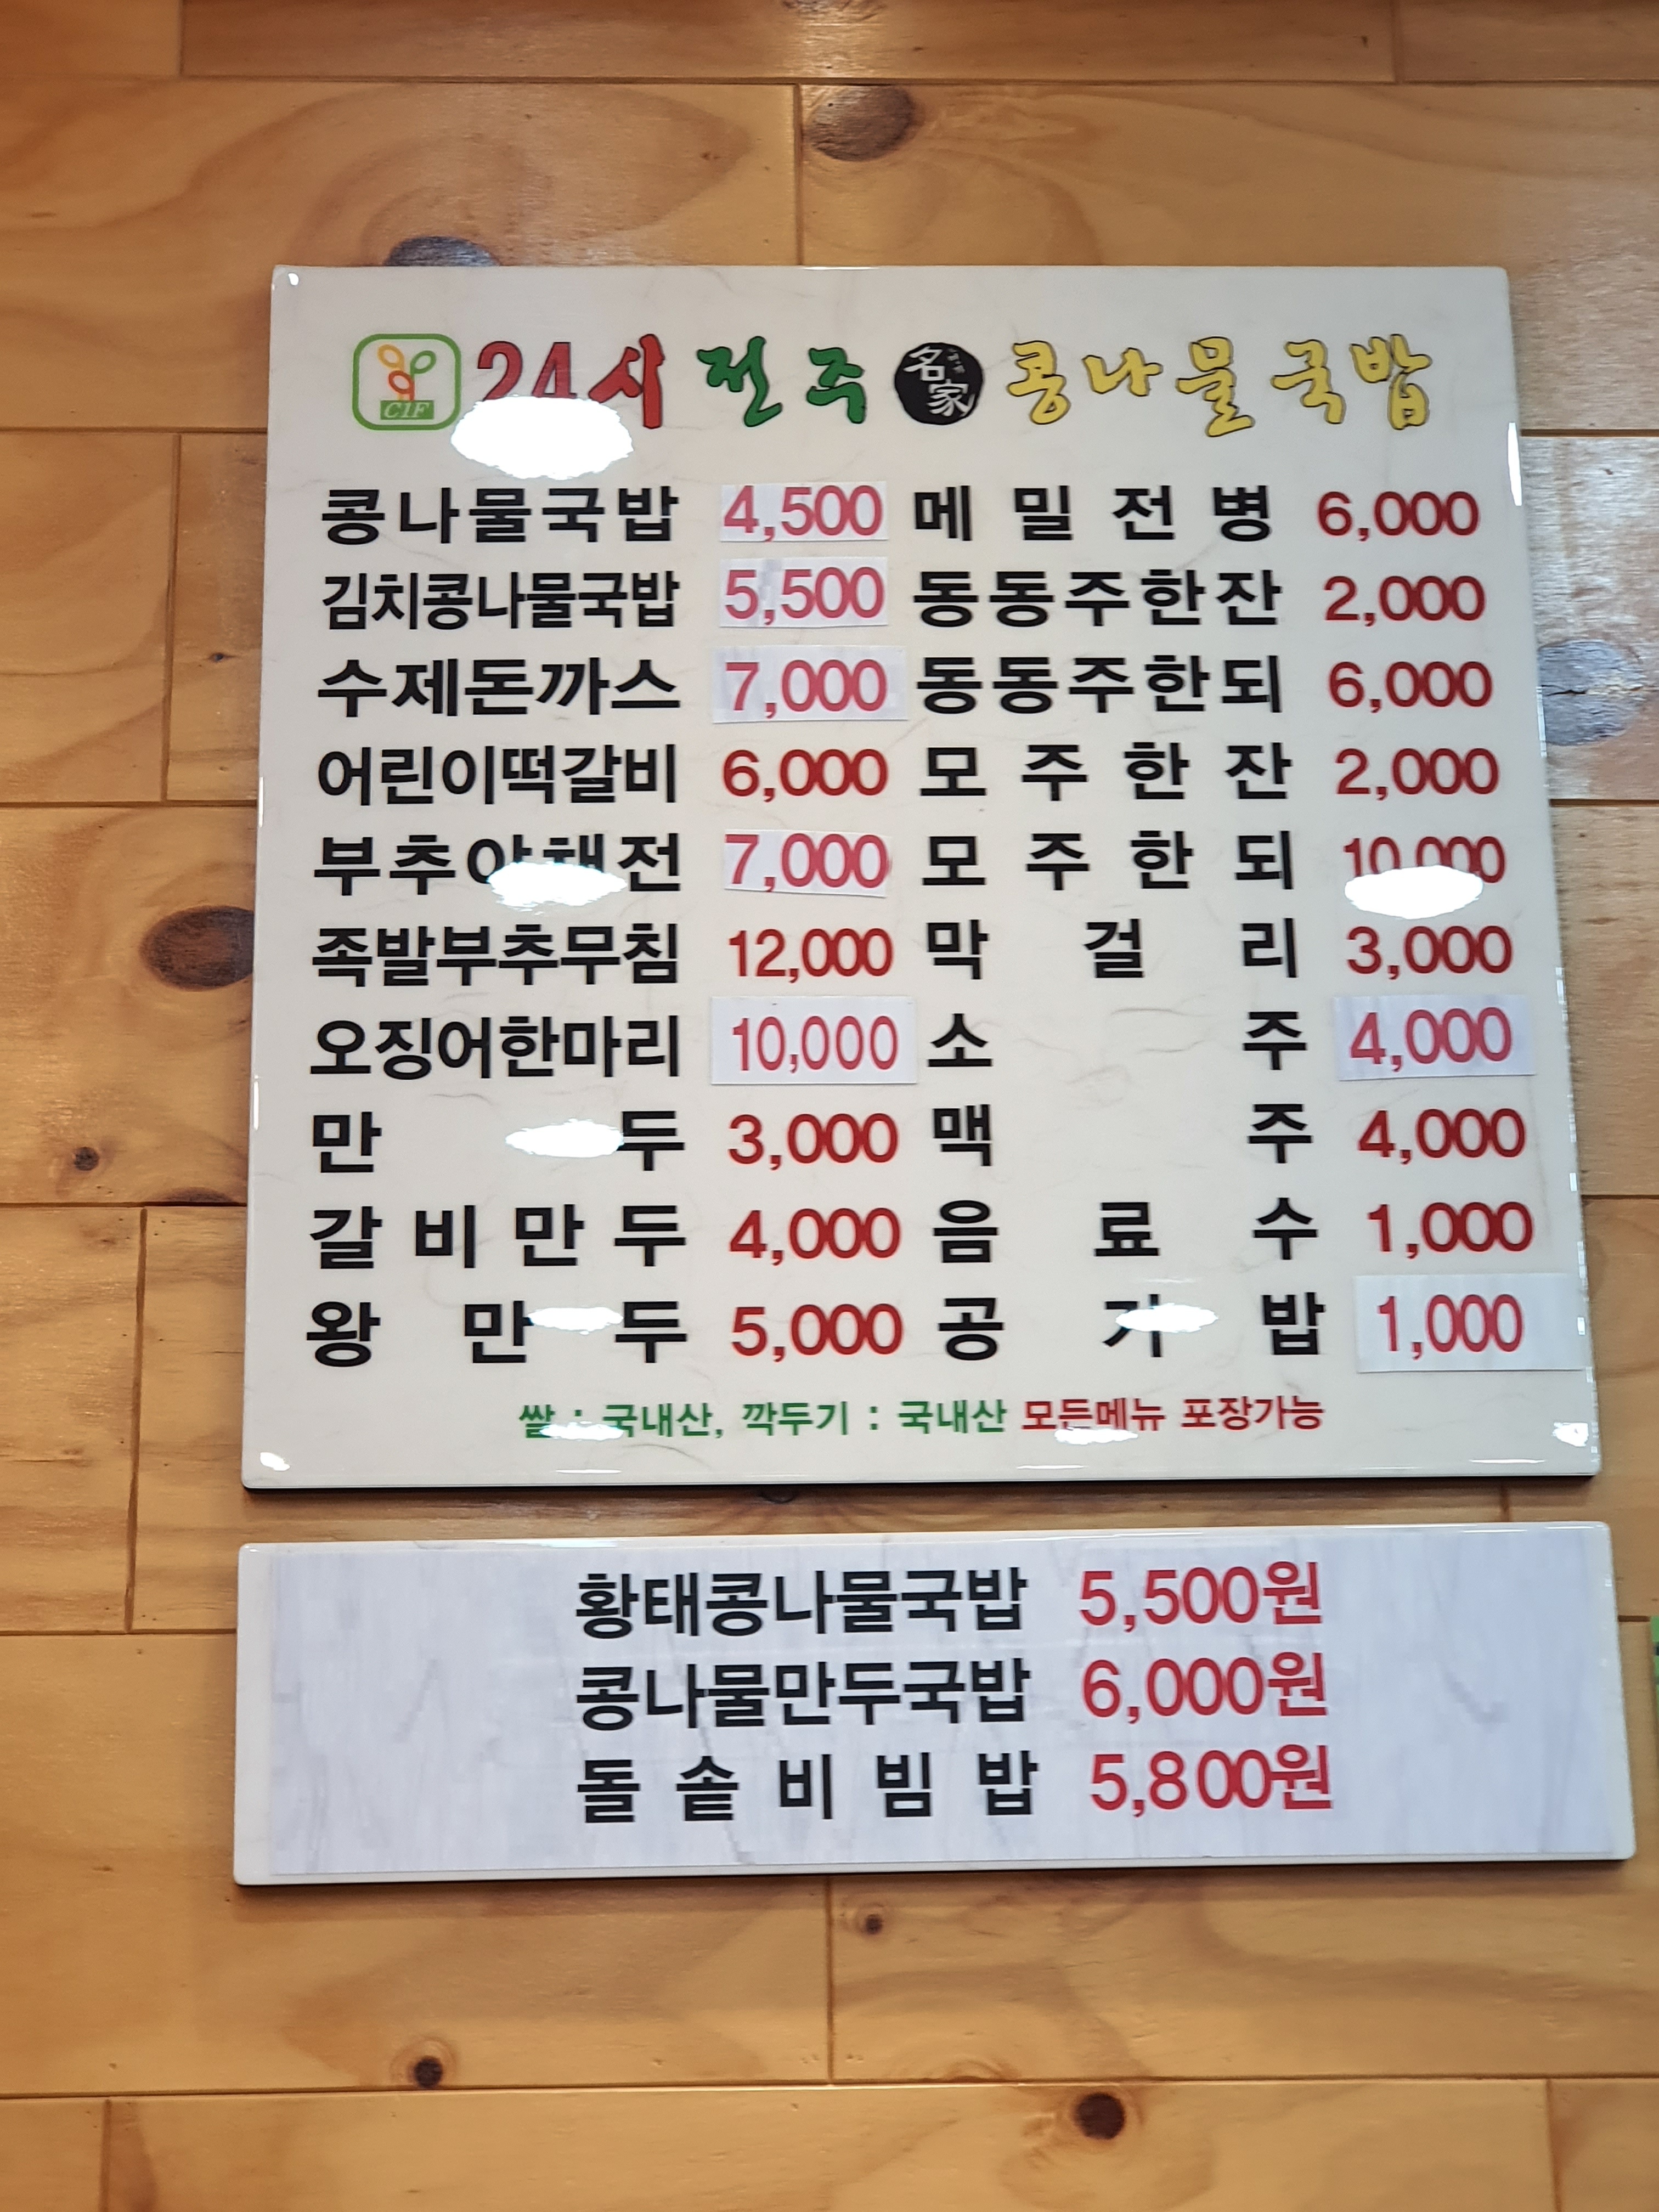 CJF 24시 전주 名家 콩나물국밥
콩나물국밥 4,500 메밀전병 6,000
김치콩나물국밥 5,500 동동주한잔 2,000
수제돈까스 7,000 동동주한되 6,000
어린이떡갈비 6,000 모주한잔 2,000
부추야채전 7,000 모주한되 10,000
족발부추무침 12,000 막걸리 3,000
오징어한마리 10,000 소주 4,000
만두 3,000 맥주 4,000
갈비만두 4,000 음료수 1,000
왕만두 5,000 공기밥 1,000
쌀 : 국내산, 깍두기 : 국내산 모든메뉴 포장가능
황태콩나물국밥 5,500원
콩나물만두국밥 6,000원
돌솥비빔밥 5,800원